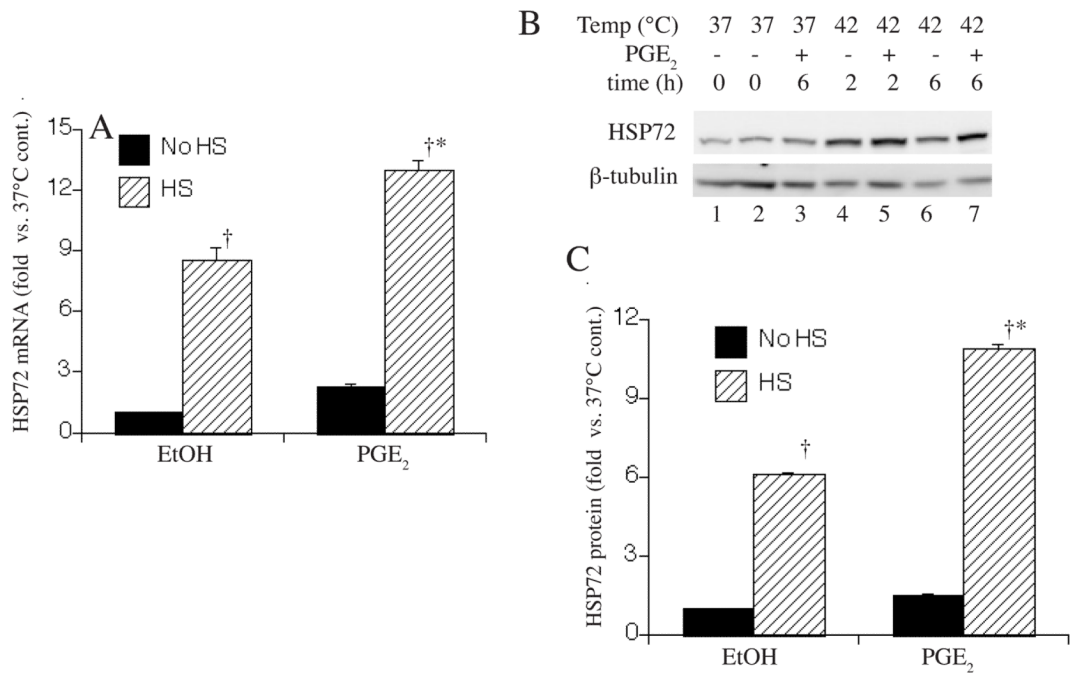 A
HSP72 mRNA (fold vs. 37°C cont.)
15
12
9
6
3
0
No HS
HS
†
†*
EtOH PGE₂
B
Temp (°C) 37 37 37 42 42 42 42
PGE₂ - - + - + - +
time (h) 0 0 6 2 2 6 6
HSP72
β-tubulin
1 2 3 4 5 6 7
C
HSP72 protein (fold vs. 37°C cont.)
12
9
6
3
0
No HS
HS
†
†*
EtOH PGE₂